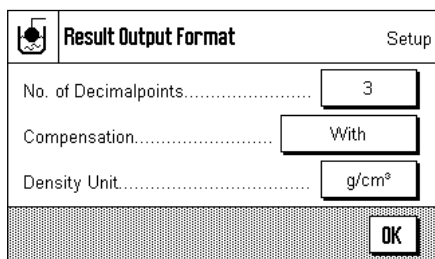 Result Output Format Setup
No. of Decimalpoints........................ 3
Compensation.......................... With
Density Unit.................................... g/cm³
OK